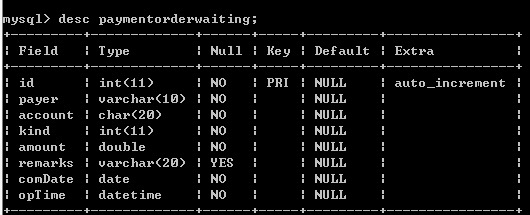 mysql> desc paymentorderwaiting;
+---------+-------------+------+-----+---------+----------------+
| Field | Type | Null | Key | Default | Extra |
+---------+-------------+------+-----+---------+----------------+
| id | int(11) | NO | PRI | NULL | auto_increment |
| payer | varchar(10) | NO | | NULL | |
| account | char(20) | NO | | NULL | |
| kind | int(11) | NO | | NULL | |
| amount | double | NO | | NULL | |
| remarks | varchar(20) | YES | | NULL | |
| comDate | date | NO | | NULL | |
| opTime | datetime | NO | | NULL | |
+---------+-------------+------+-----+---------+----------------+